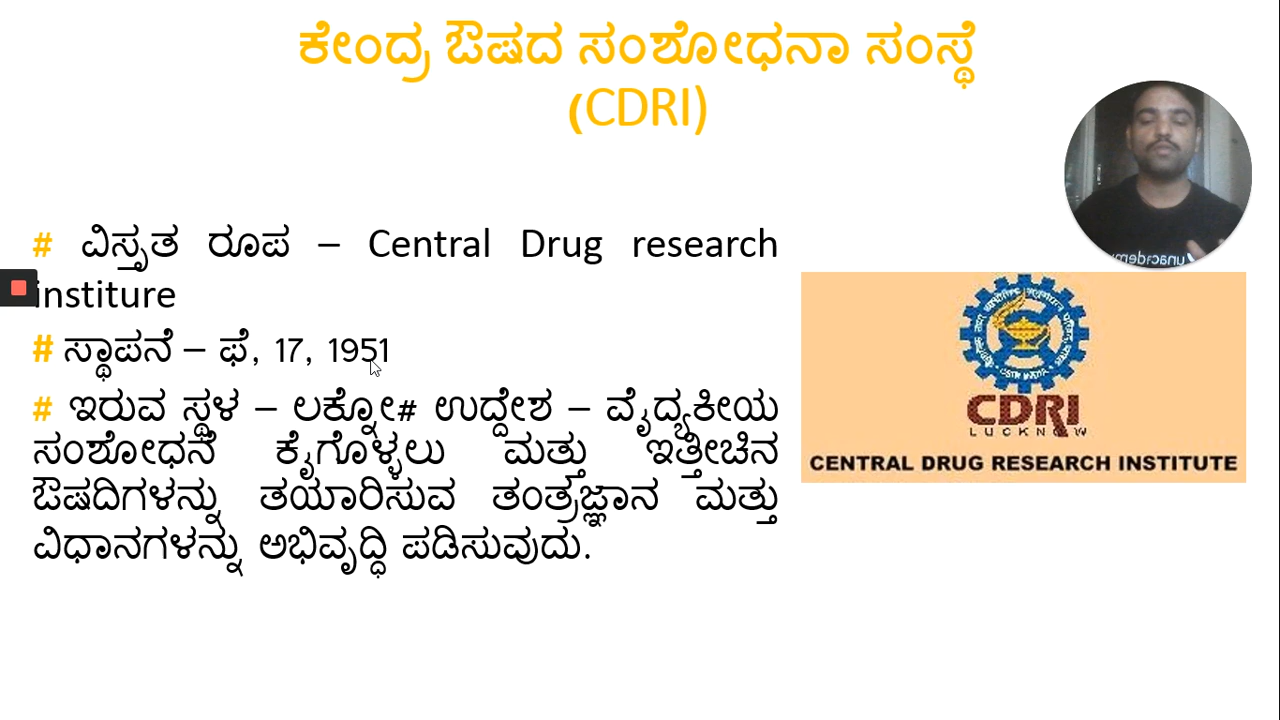 ಕೇಂದ್ರ ಔಷದ ಸಂಶೋಧನಾ ಸಂಸ್ಥೆ
(CDRI)
# ವಿಸ್ತೃತ ರೂಪ – Central Drug research
institure
# ಸ್ಥಾಪನೆ – ಫೆ, 17, 1951
# ಇರುವ ಸ್ಥಳ – ಲಕ್ನೋ# ಉದ್ದೇಶ – ವೈದ್ಯಕೀಯ
ಸಂಶೋಧನೆ ಕೈಗೊಳ್ಳಲು ಮತ್ತು ಇತ್ತೀಚಿನ
ಔಷದಿಗಳನ್ನು ತಯಾರಿಸುವ ತಂತ್ರಜ್ಞಾನ ಮತ್ತು
ವಿಧಾನಗಳನ್ನು ಅಭಿವೃದ್ಧಿ ಪಡಿಸುವುದು.
CDRI
LUCKNOW
CENTRAL DRUG RESEARCH INSTITUTE